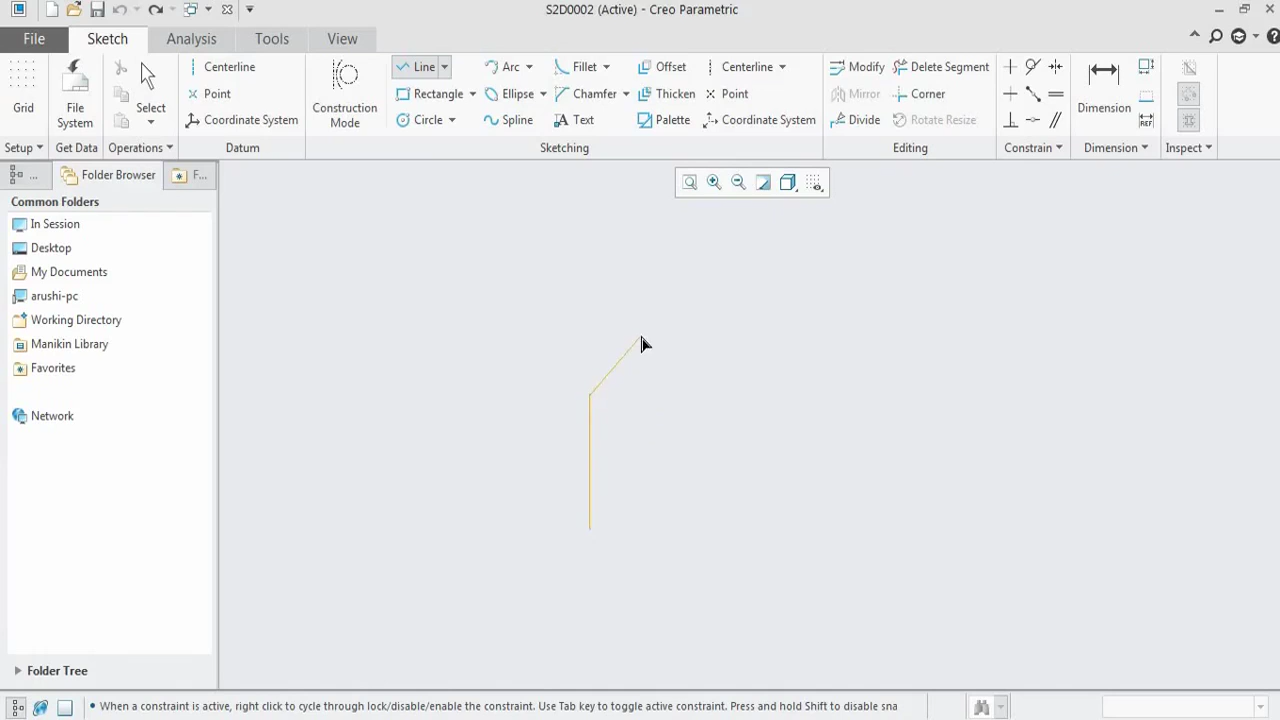 S2D0002 (Active) - Creo Parametric
File Sketch Analysis Tools View
Line Arc Fillet Offset Centerline Modify Delete Segment
Centerline
Rectangle Ellipse Chamfer Thicken Point Mirror Corner
Point
Grid File System Select Construction Mode Dimension
Coordinate System Circle Spline Text Palette Coordinate System Divide Rotate Resize
REF
Setup Get Data Operations Datum Sketching Editing Constrain Dimension Inspect
... Folder Browser F...
Common Folders
In Session
Desktop
My Documents
arushi-pc
Working Directory
Manikin Library
Favorites
Network
Folder Tree
• When a constraint is active, right click to cycle through lock/disable/enable the constraint. Use Tab key to toggle active constraint. Press and hold Shift to disable sna